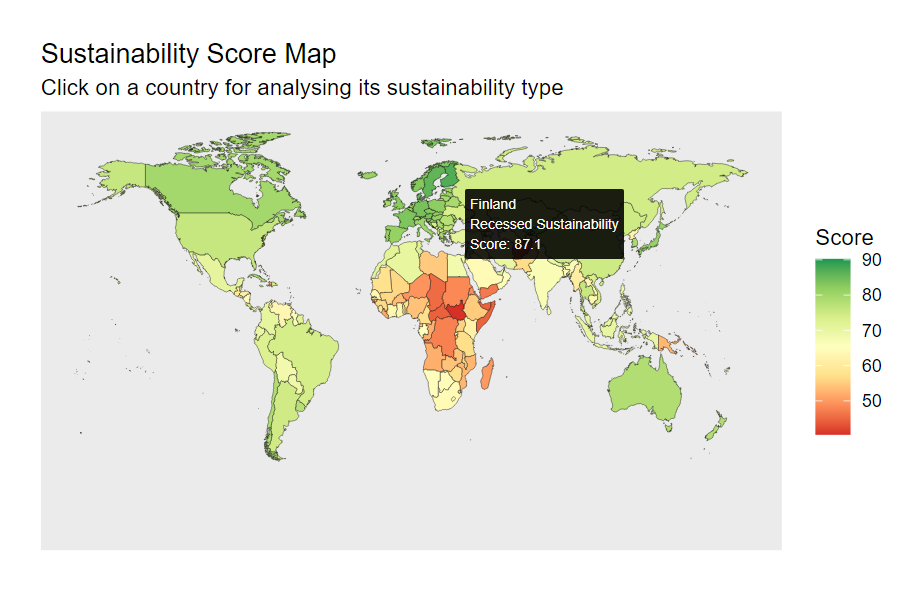 Sustainability Score Map
Click on a country for analysing its sustainability type
Finland
Recessed Sustainability
Score: 87.1
Score
90
80
70
60
50